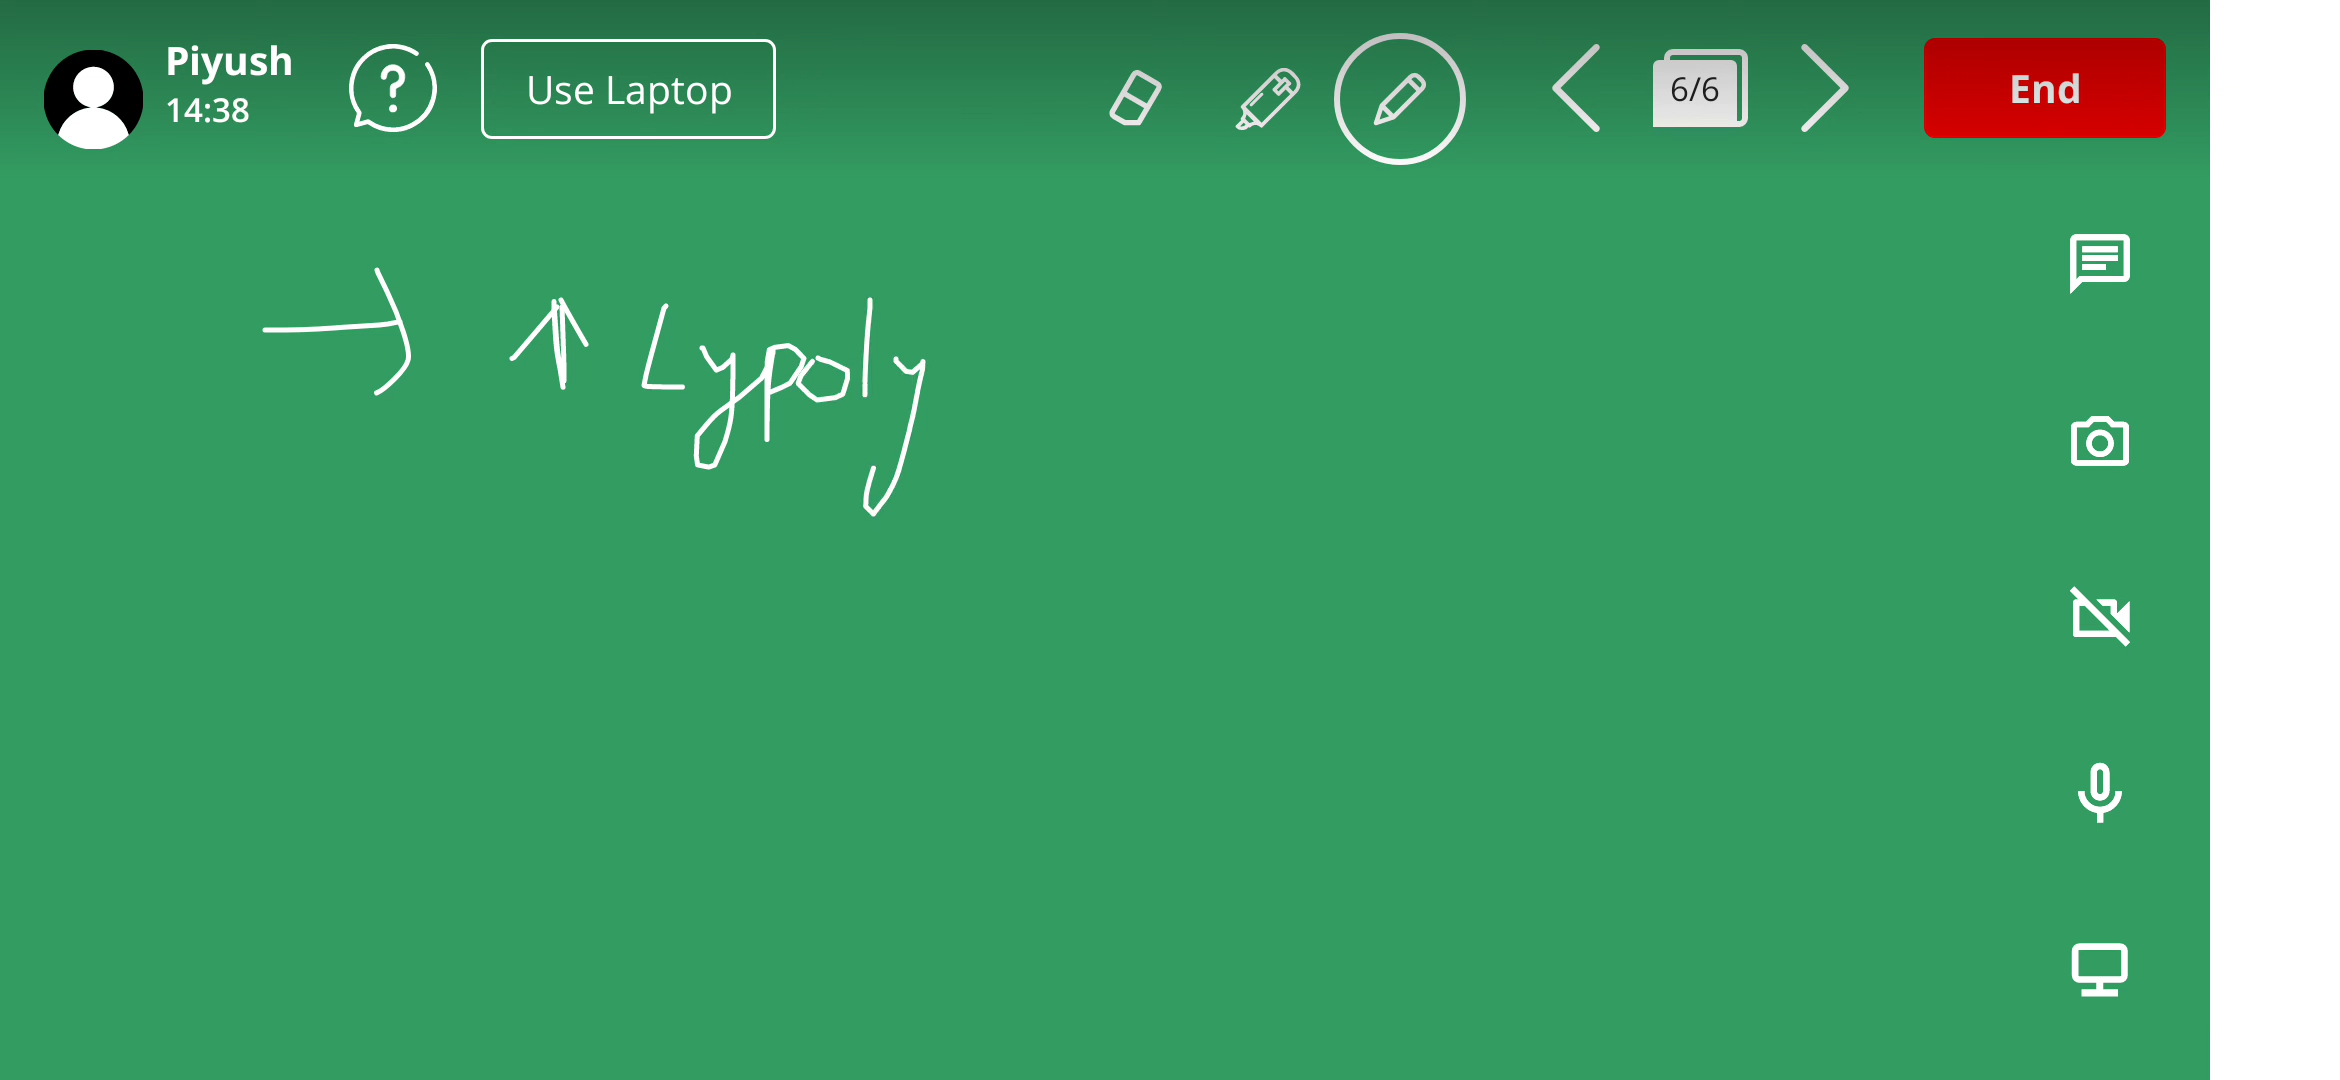 Piyush
14:38
Use Laptop
6/6
End
→ ↑ Lypoly